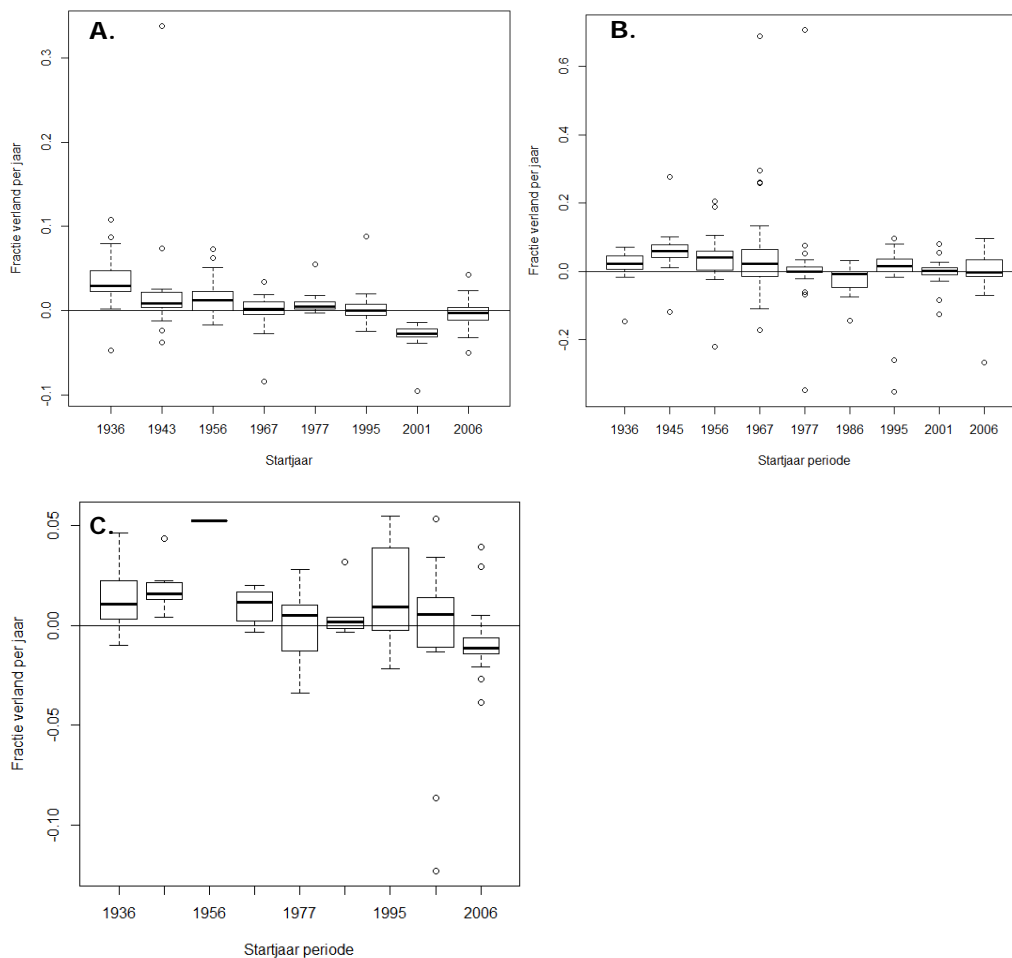 A.
Fractie verland per jaar
0.3
0.2
0.1
0.0
-0.1
1936 1943 1956 1967 1977 1995 2001 2006
Startjaar
B.
Fractie verland per jaar
0.6
0.4
0.2
0.0
-0.2
1936 1945 1956 1967 1977 1986 1995 2001 2006
Startjaar periode
C.
Fractie verland per jaar
0.05
0.00
-0.05
-0.10
1936 1956 1977 1995 2006
Startjaar periode